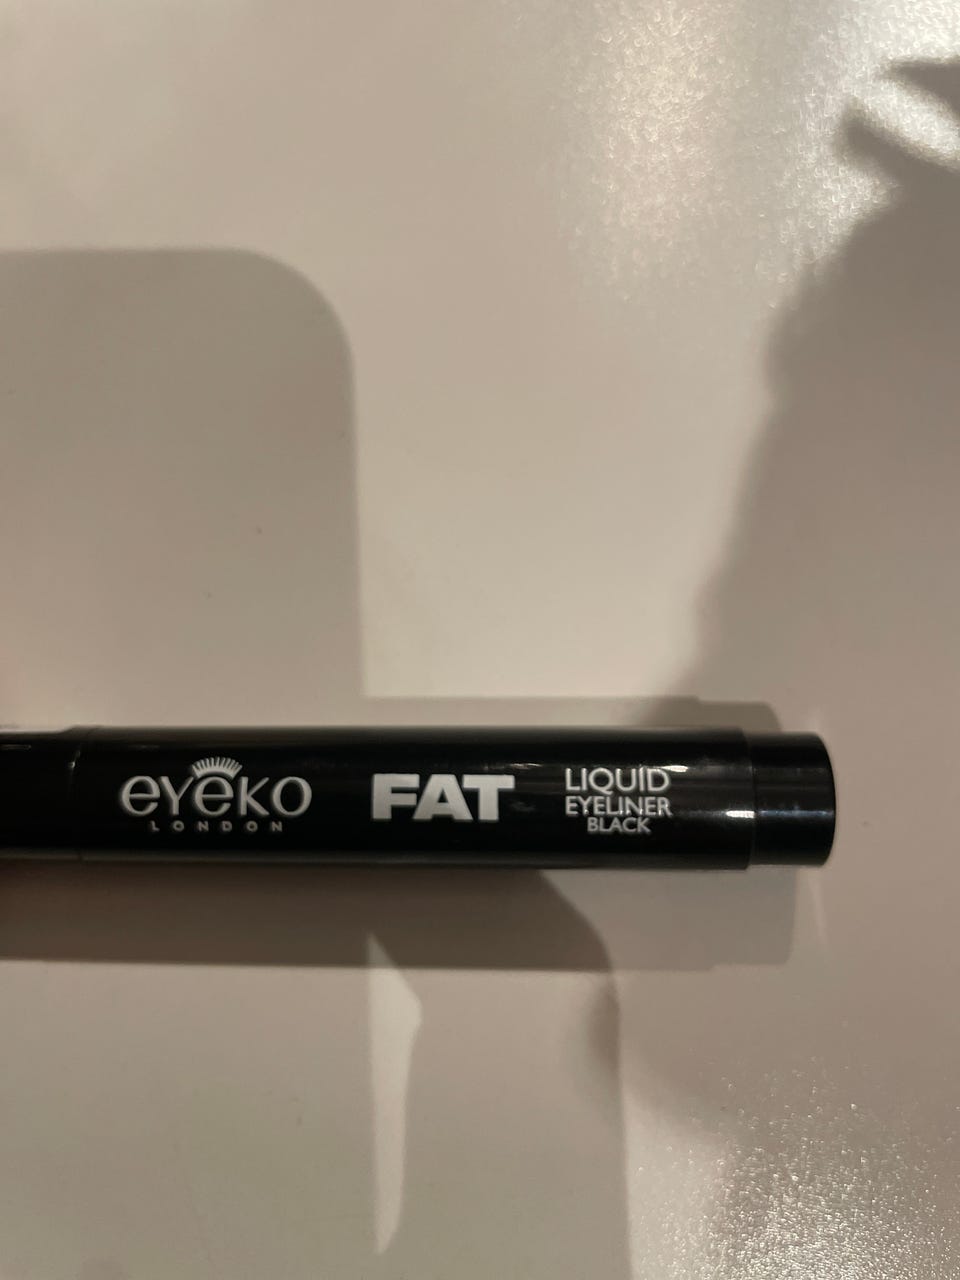 eyeko
LONDON
FAT
LIQUID
EYELINER
BLACK